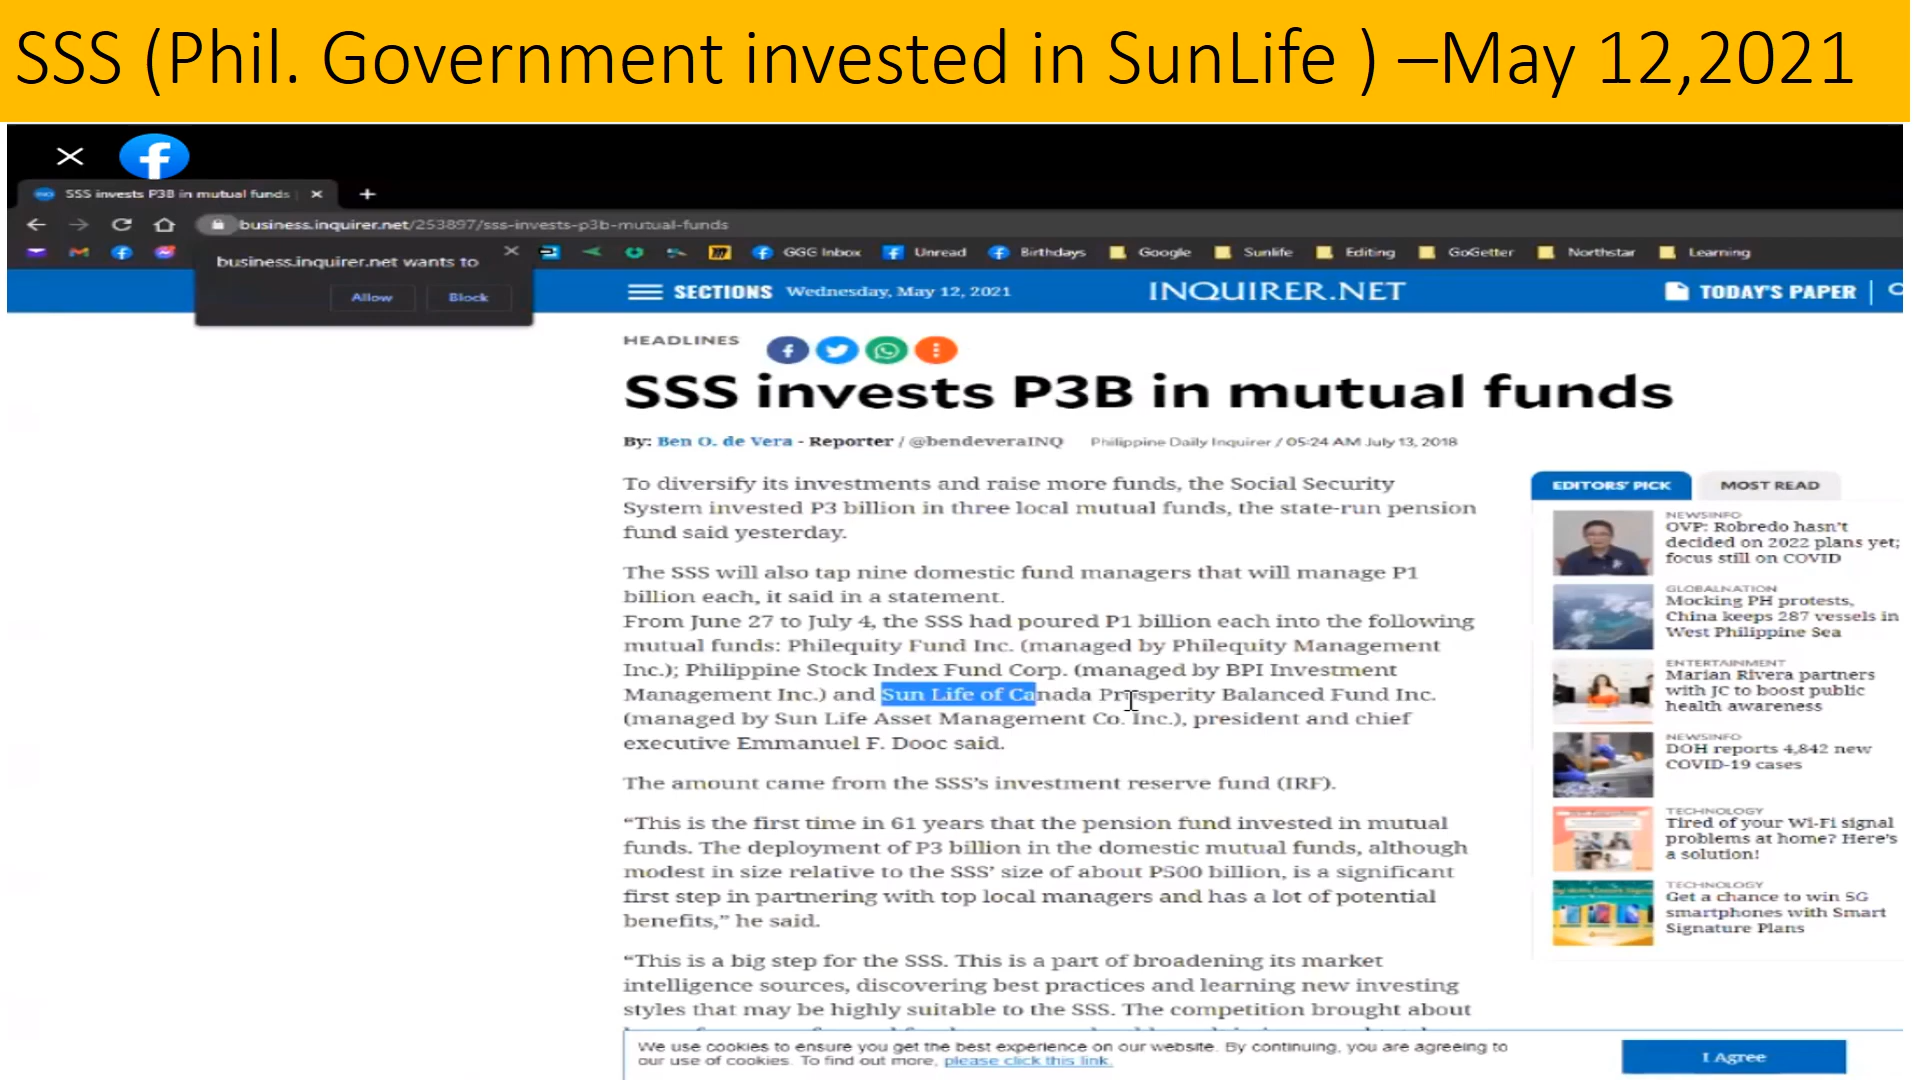 SSS (Phil. Government invested in SunLife ) –May 12,2021
SSS invests P3B in mutual funds
business.inquirer.net/253897/sss-invests-p3b-mutual-funds
GGG Inbox
Unread
Birthdays
Google
Sunlife
Editing
GoGetter
Northstar
Learning
business.inquirer.net wants to
Allow
Block
SECTIONS
Wednesday, May 12, 2021
INQUIRER.NET
TODAY'S PAPER
HEADLINES
SSS invests P3B in mutual funds
By: Ben O. de Vera - Reporter / @bendeveraINQ
Philippine Daily Inquirer / 05:24 AM July 13, 2018
To diversify its investments and raise more funds, the Social Security
System invested P3 billion in three local mutual funds, the state-run pension
fund said yesterday.
The SSS will also tap nine domestic fund managers that will manage P1
billion each, it said in a statement.
From June 27 to July 4, the SSS had poured P1 billion each into the following
mutual funds: Philequity Fund Inc. (managed by Philequity Management
Inc.); Philippine Stock Index Fund Corp. (managed by BPI Investment
Management Inc.) and Sun Life of Canada Prosperity Balanced Fund Inc.
(managed by Sun Life Asset Management Co. Inc.), president and chief
executive Emmanuel F. Dooc said.
The amount came from the SSS's investment reserve fund (IRF).
“This is the first time in 61 years that the pension fund invested in mutual
funds. The deployment of P3 billion in the domestic mutual funds, although
modest in size relative to the SSS’ size of about P500 billion, is a significant
first step in partnering with top local managers and has a lot of potential
benefits,” he said.
“This is a big step for the SSS. This is a part of broadening its market
intelligence sources, discovering best practices and learning new investing
styles that may be highly suitable to the SSS. The competition brought about
EDITORS' PICK
MOST READ
NEWSINFO
OVP: Robredo hasn't
decided on 2022 plans yet;
focus still on COVID
GLOBALNATION
Mocking PH protests,
China keeps 287 vessels in
West Philippine Sea
ENTERTAINMENT
Marian Rivera partners
with JC to boost public
health awareness
NEWSINFO
DOH reports 4,842 new
COVID-19 cases
TECHNOLOGY
Tired of your Wi-Fi signal
problems at home? Here's
a solution!
TECHNOLOGY
Get a chance to win 5G
smartphones with Smart
Signature Plans
We use cookies to ensure you get the best experience on our website. By continuing, you are agreeing to
our use of cookies. To find out more, please click this link.
I Agree